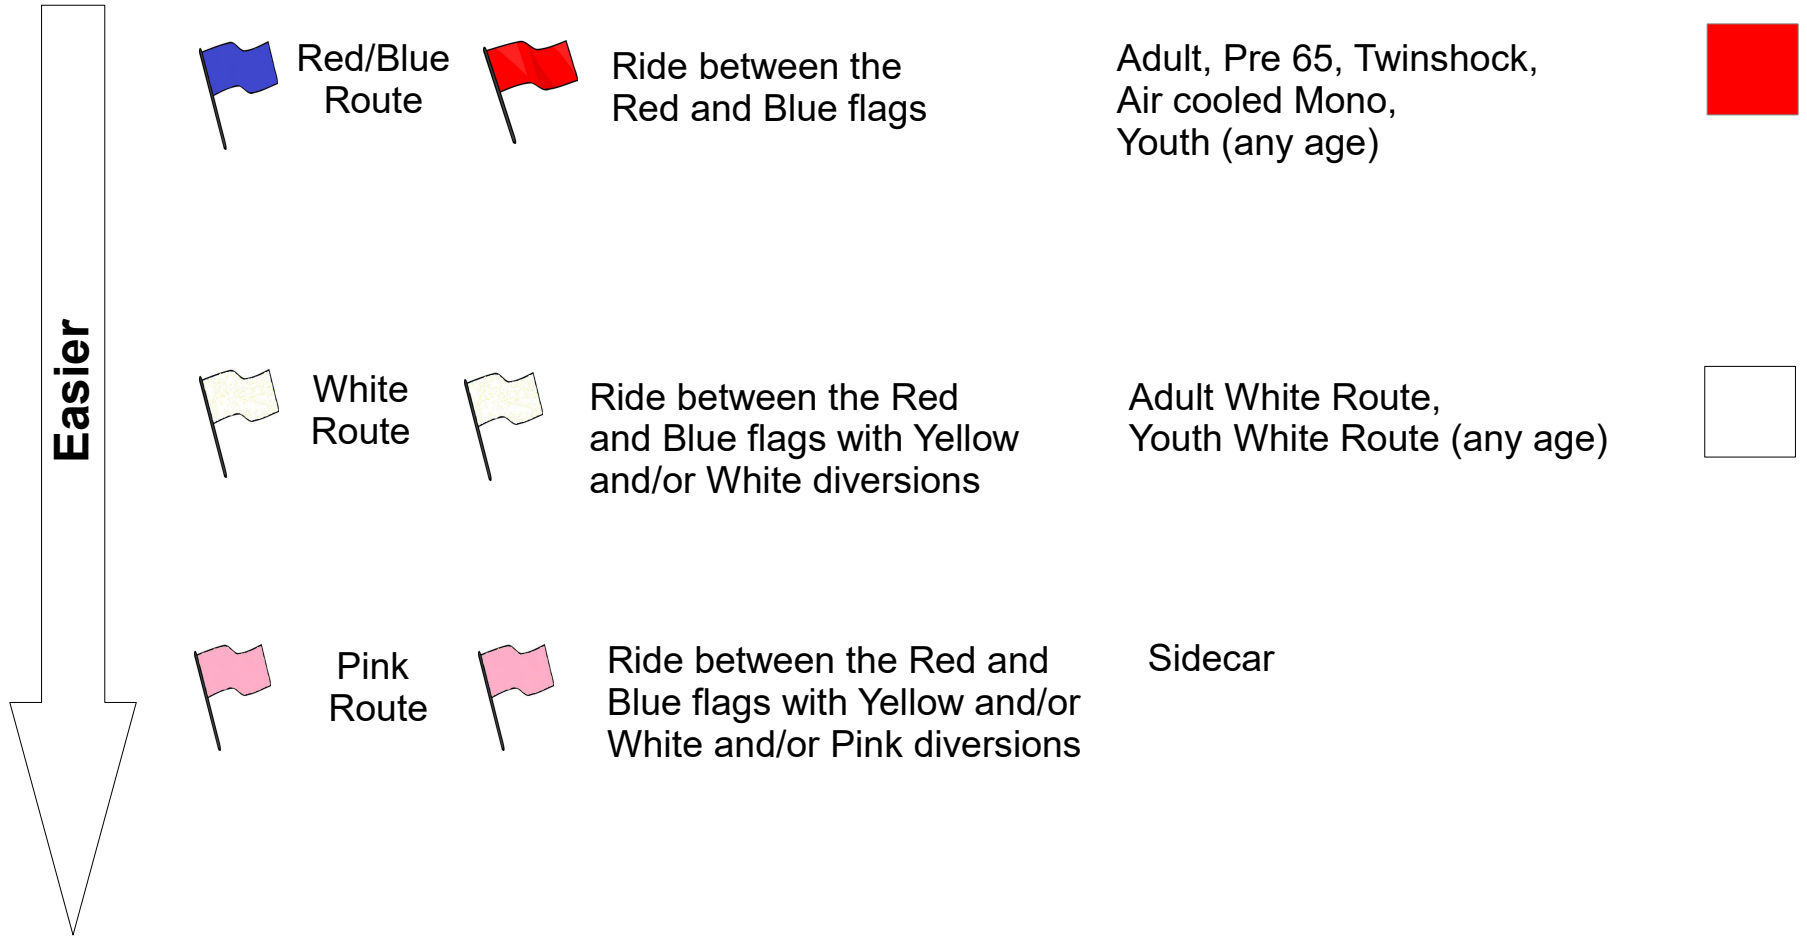 Easier
Red/Blue
Route
Ride between the
Red and Blue flags
Adult, Pre 65, Twinshock,
Air cooled Mono,
Youth (any age)
White
Route
Ride between the Red
and Blue flags with Yellow
and/or White diversions
Adult White Route,
Youth White Route (any age)
Pink
Route
Ride between the Red and
Blue flags with Yellow and/or
White and/or Pink diversions
Sidecar